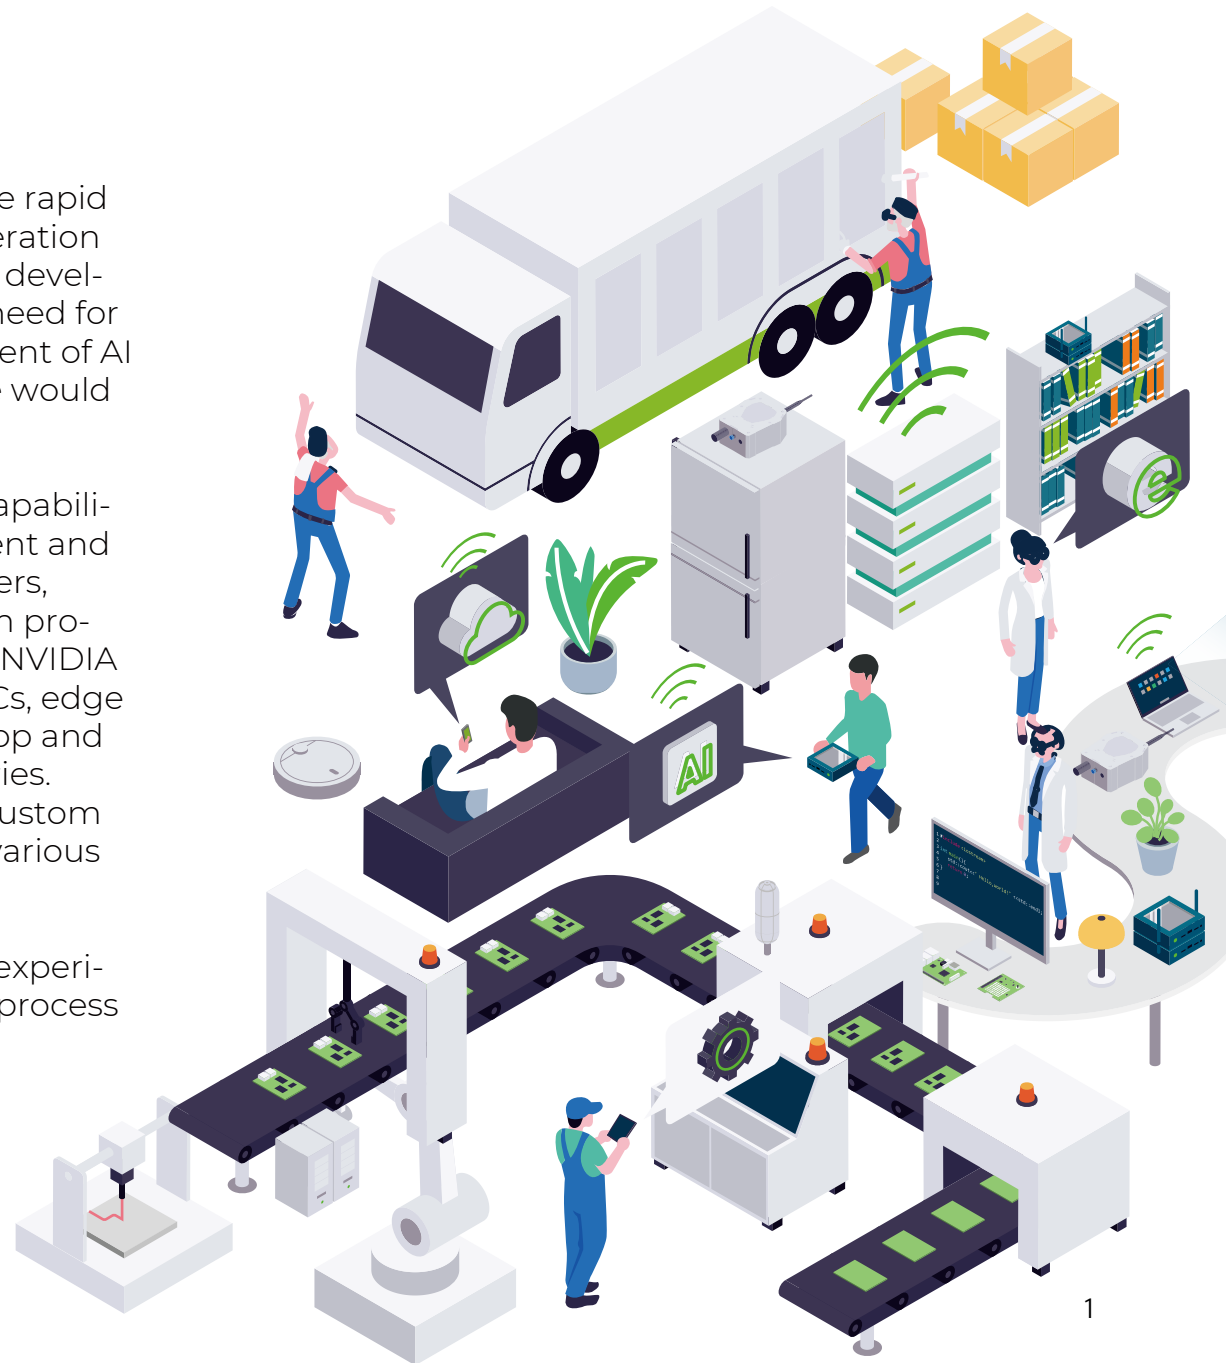 e rapid
eration
devel-
need for
ent of AI
e would
apabili-
ent and
ers,
n pro-
NVIDIA
Cs, edge
op and
ies.
ustom
various
experi-
process
AI
e
1